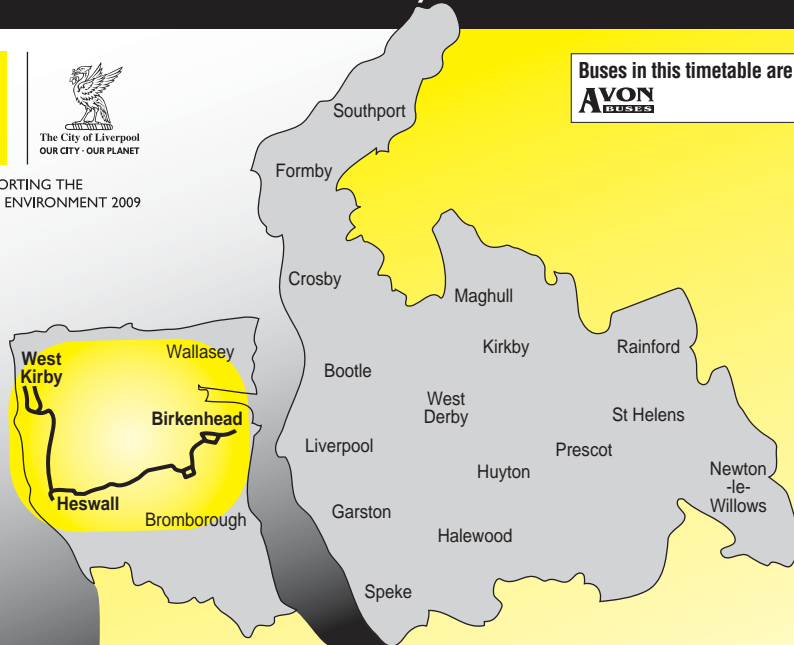 Buses in this timetable are
AVON
BUSES
The City of Liverpool
OUR CITY · OUR PLANET
ORTING THE
ENVIRONMENT 2009
Southport
Formby
Crosby
Maghull
Kirkby
Rainford
Wallasey
West
Kirby
Bootle
West
Derby
St Helens
Birkenhead
Liverpool
Prescot
Huyton
Newton
-le-
Willows
Heswall
Bromborough
Garston
Halewood
Speke